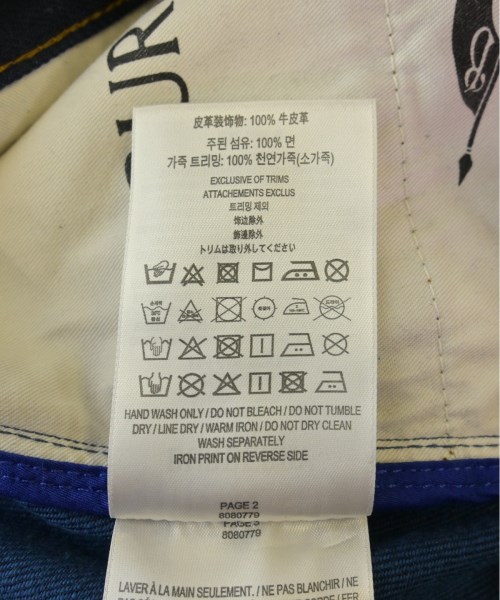 UR
皮革装饰物: 100% 牛皮革
주된 섬유: 100% 면
가죽 트리밍: 100% 천연가죽(소가죽)
EXCLUSIVE OF TRIMS
ATTACHEMENTS EXCLUS
트리밍 제외
饰边除外
飾邊除外
トリムは取り外してください
HAND WASH ONLY / DO NOT BLEACH / DO NOT TUMBLE
DRY / LINE DRY / WARM IRON / DO NOT DRY CLEAN
WASH SEPARATELY
IRON PRINT ON REVERSE SIDE
PAGE 2
8080779
PAGE 3
8080779
LAVER À LA MAIN SEULEMENT. / NE PAS BLANCHIR / NE